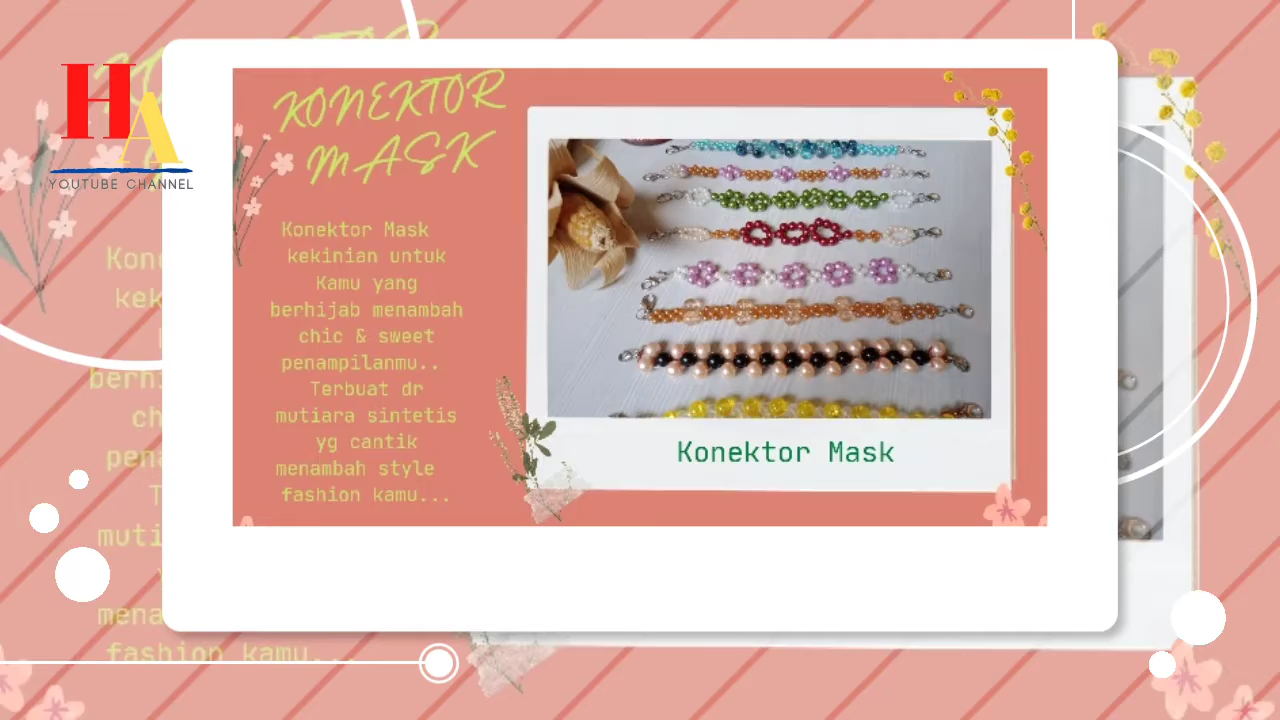 HA
YOUTUBE CHANNEL
KONEKTOR
MASK
Konektor Mask
kekinian untuk
Kamu yang
berhijab menambah
chic & sweet
penampilanmu..
Terbuat dr
mutiara sintetis
yg cantik
menambah style
fashion kamu...
Konektor Mask